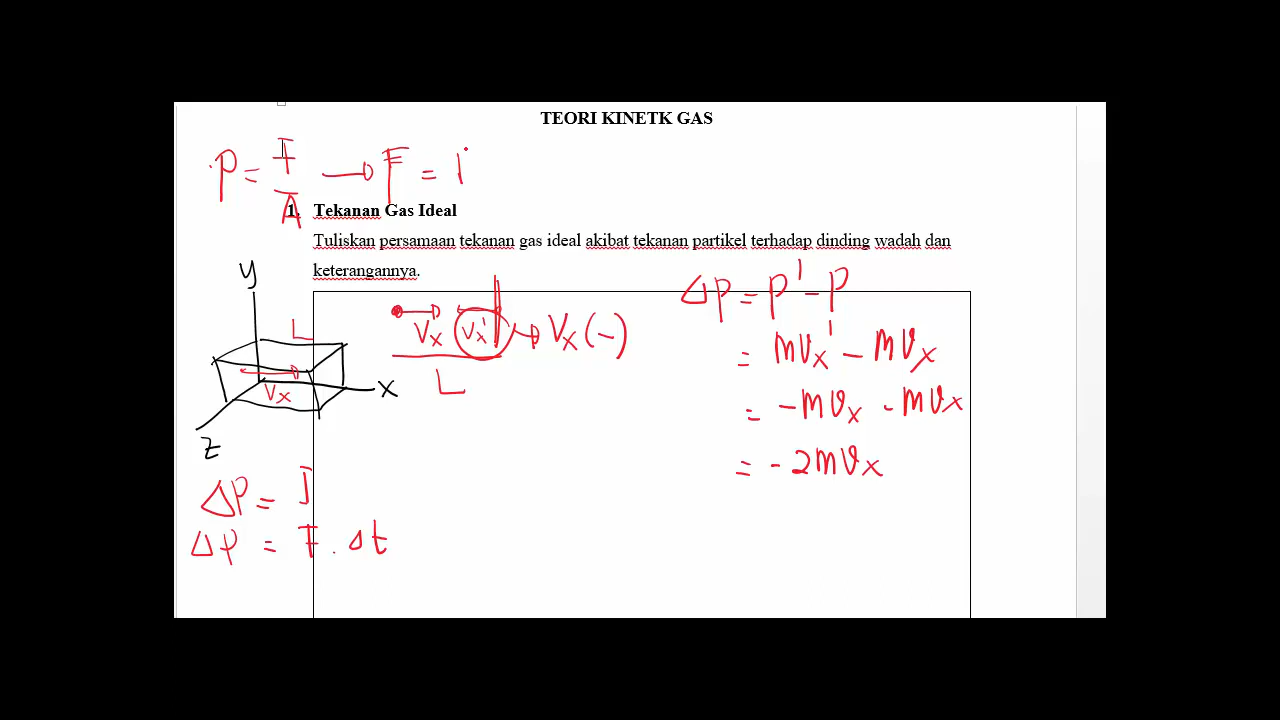 TEORI KINETK GAS
P = F/A → F = P
1. Tekanan Gas Ideal
Tuliskan persamaan tekanan gas ideal akibat tekanan partikel terhadap dinding wadah dan
keterangannya.
y
L
Vx
x
z
Vx Vx' → Vx (-)
L
Δp = p' - p
= mvx' - mvx
= -mvx - mvx
= -2mvx
ΔP = I
ΔP = F . Δt